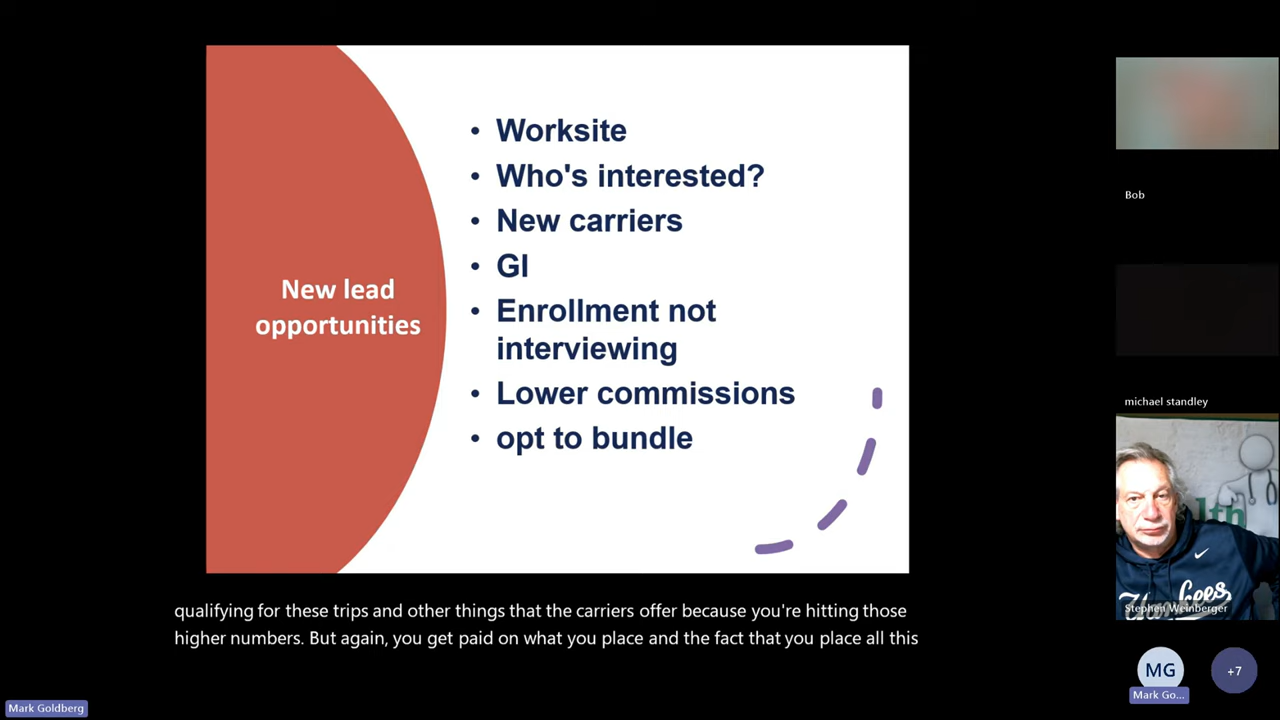 New lead
opportunities
• Worksite
• Who's interested?
• New carriers
• GI
• Enrollment not
interviewing
• Lower commissions
• opt to bundle
qualifying for these trips and other things that the carriers offer because you're hitting those
higher numbers. But again, you get paid on what you place and the fact that you place all this
Mark Goldberg
Bob
michael standley
Stephen Weinberger
MG
Mark Go...
+7